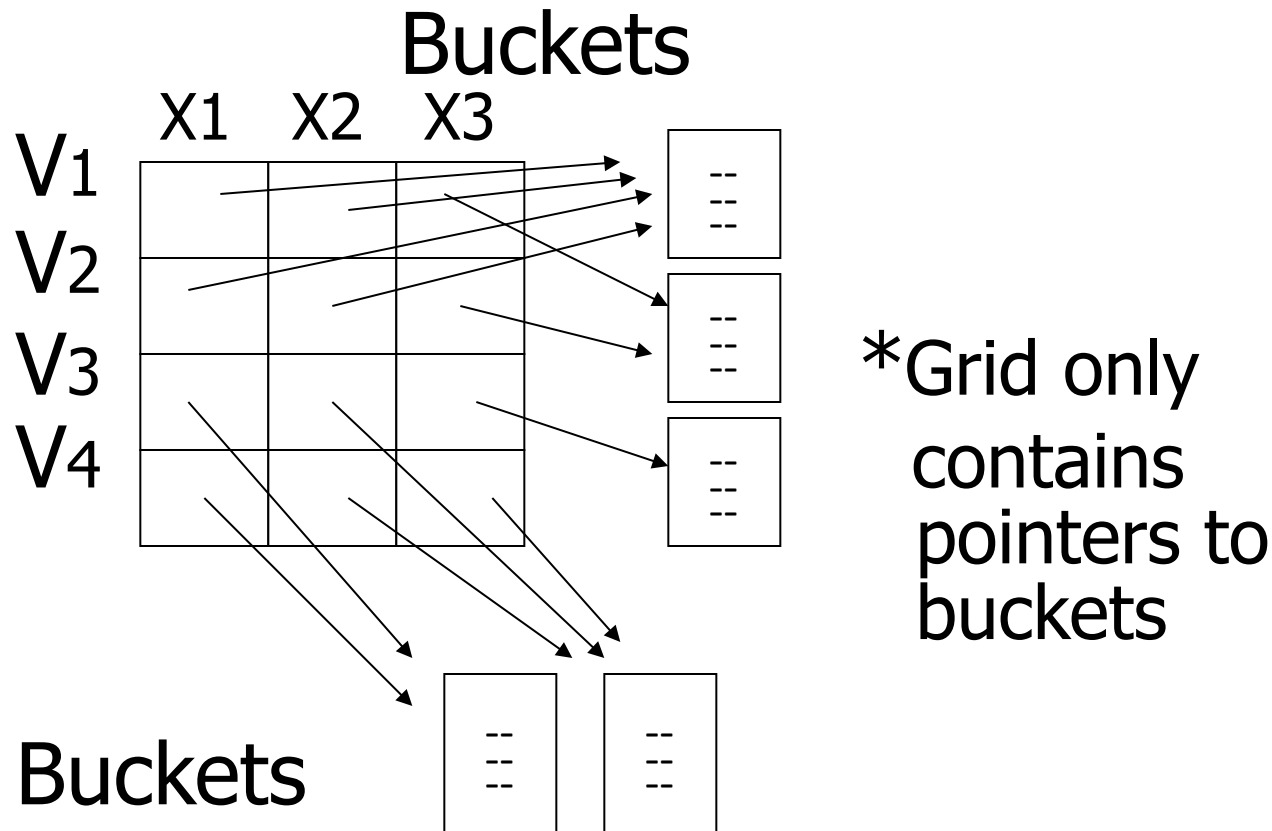 Buckets
X1 X2 X3
V1
V2
V3
V4
--
--
--
--
--
--
--
--
--
*Grid only
contains
pointers to
buckets
-- --
-- --
-- --
Buckets